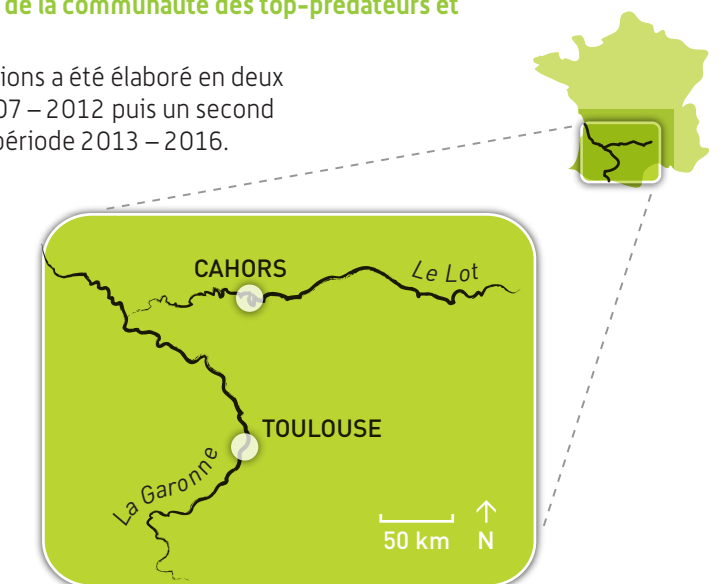 de la communauté des top-prédateurs et
ions a été élaboré en deux
07 – 2012 puis un second
période 2013 – 2016.
CAHORS
Le Lot
TOULOUSE
La Garonne
50 km
N